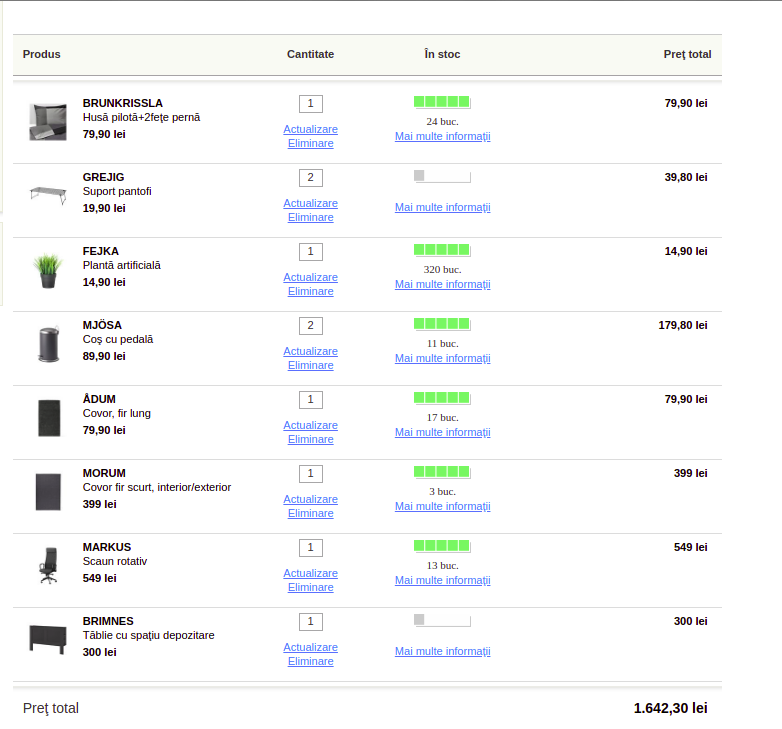 Produs Cantitate În stoc Preţ total
BRUNKRISSLA 1 79,90 lei
Husă pilotă+2feţe pernă 24 buc.
79,90 lei Actualizare Mai multe informaţii
Eliminare
GREJIG 2 39,80 lei
Suport pantofi
19,90 lei Actualizare Mai multe informaţii
Eliminare
FEJKA 1 14,90 lei
Plantă artificială 320 buc.
14,90 lei Actualizare Mai multe informaţii
Eliminare
MJÖSA 2 179,80 lei
Coş cu pedală 11 buc.
89,90 lei Actualizare Mai multe informaţii
Eliminare
ÅDUM 1 79,90 lei
Covor, fir lung 17 buc.
79,90 lei Actualizare Mai multe informaţii
Eliminare
MORUM 1 399 lei
Covor fir scurt, interior/exterior 3 buc.
399 lei Actualizare Mai multe informaţii
Eliminare
MARKUS 1 549 lei
Scaun rotativ 13 buc.
549 lei Actualizare Mai multe informaţii
Eliminare
BRIMNES 1 300 lei
Tăblie cu spaţiu depozitare
300 lei Actualizare Mai multe informaţii
Eliminare
Preţ total 1.642,30 lei